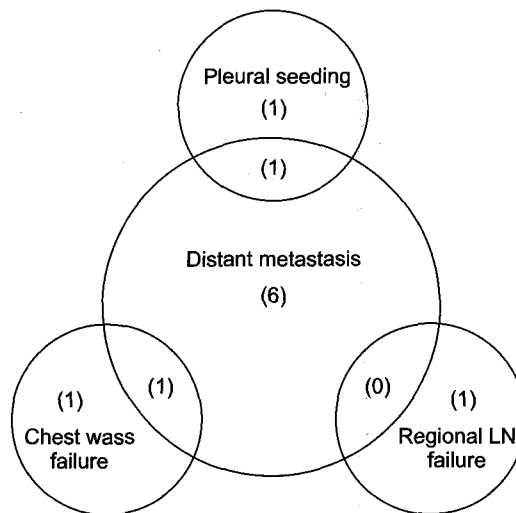 Pleural seeding
(1)
(1)
Distant metastasis
(6)
(1)
(1)
Chest wass
failure
(0)
(1)
Regional LN
failure